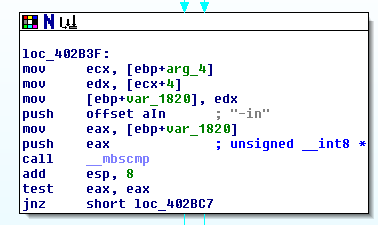 loc_402B3F:
mov ecx, [ebp+arg_4]
mov edx, [ecx+4]
mov [ebp+var_1820], edx
push offset aIn ; "-in"
mov eax, [ebp+var_1820]
push eax ; unsigned __int8 *
call __mbscmp
add esp, 8
test eax, eax
jnz short loc_402BC7